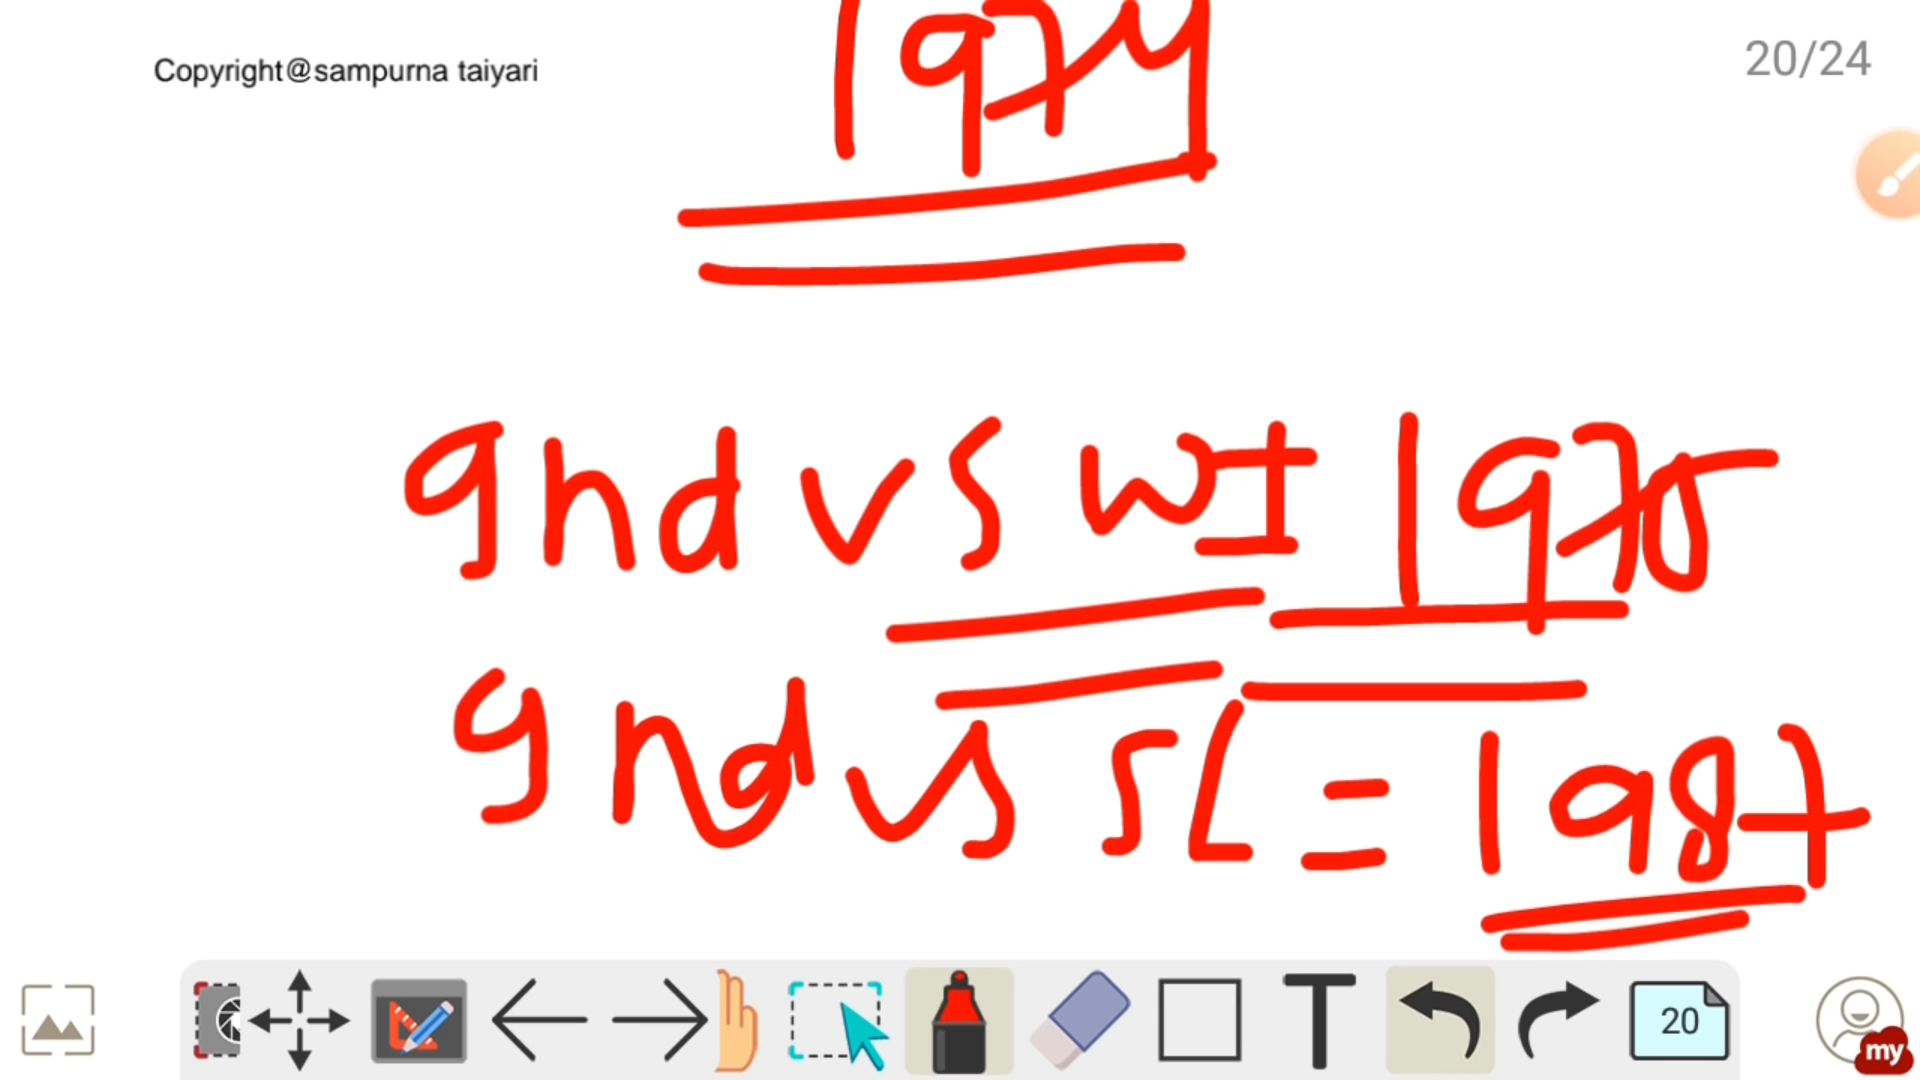 1974
Copyright@sampurna taiyari
20/24
Ind vs WI 1975
Ind vs SL = 1987
20
my